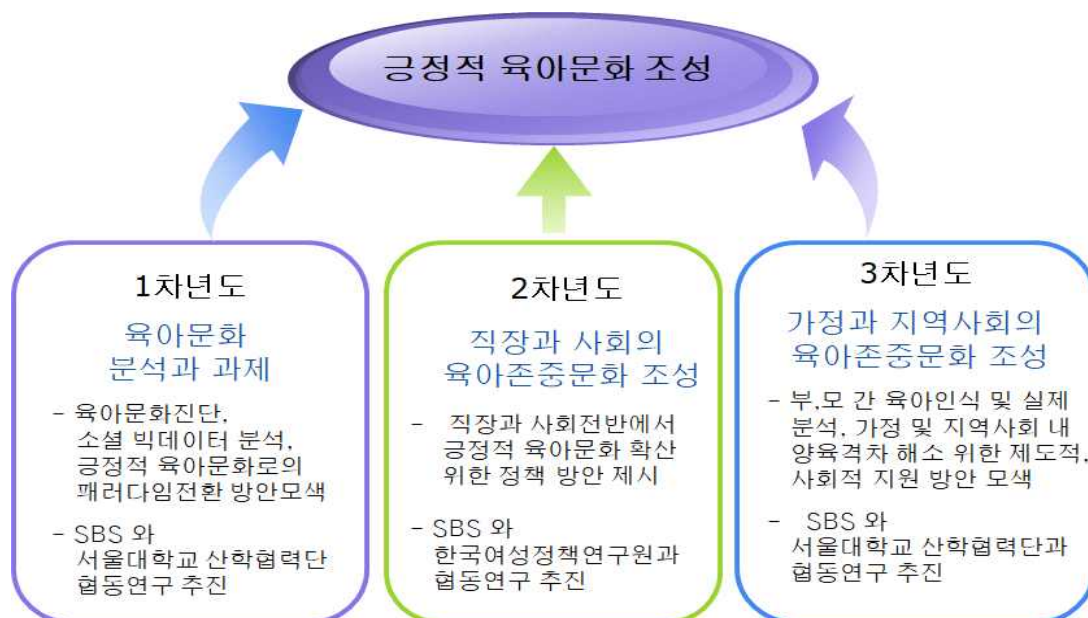 긍정적 육아문화 조성
1차년도
육아문화
분석과 과제
- 육아문화진단,
소셜 빅데이터 분석,
긍정적 육아문화로의
패러다임전환 방안모색
- SBS 와
서울대학교 산학협력단
협동연구 추진
2차년도
직장과 사회의
육아존중문화 조성
- 직장과 사회전반에서
긍정적 육아문화 확산
위한 정책 방안 제시
- SBS 와
한국여성정책연구원과
협동연구 추진
3차년도
가정과 지역사회의
육아존중문화 조성
- 부,모 간 육아인식 및 실제
분석, 가정 및 지역사회 내
양육격차 해소 위한 제도적,
사회적 지원 방안 모색
- SBS 와
서울대학교 산학협력단과
협동연구 추진